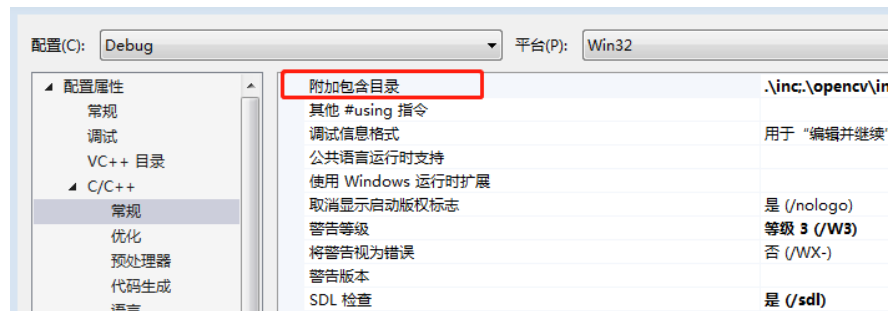 配置(C): Debug 平台(P): Win32
配置属性
常规
调试
VC++ 目录
C/C++
常规
优化
预处理器
代码生成
语言
附加包含目录 .\inc;.\opencv\in
其他 #using 指令
调试信息格式 用于“编辑并继续”
公共语言运行时支持
使用 Windows 运行时扩展
取消显示启动版权标志 是 (/nologo)
警告等级 等级 3 (/W3)
将警告视为错误 否 (/WX-)
警告版本
SDL 检查 是 (/sdl)